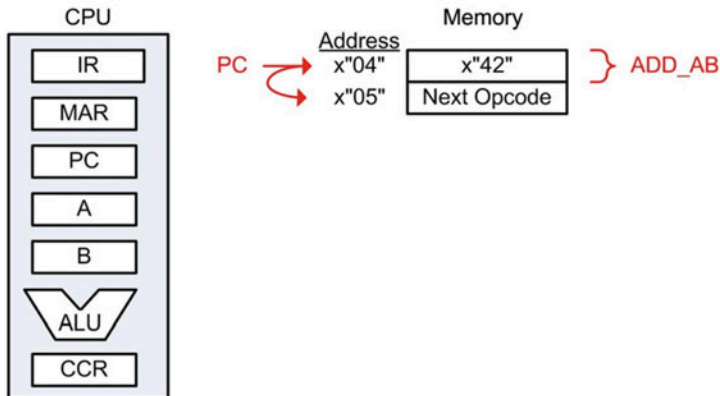 CPU
IR
MAR
PC
A
B
ALU
CCR
Memory
Address
PC x"04" x"42" ADD_AB
x"05" Next Opcode